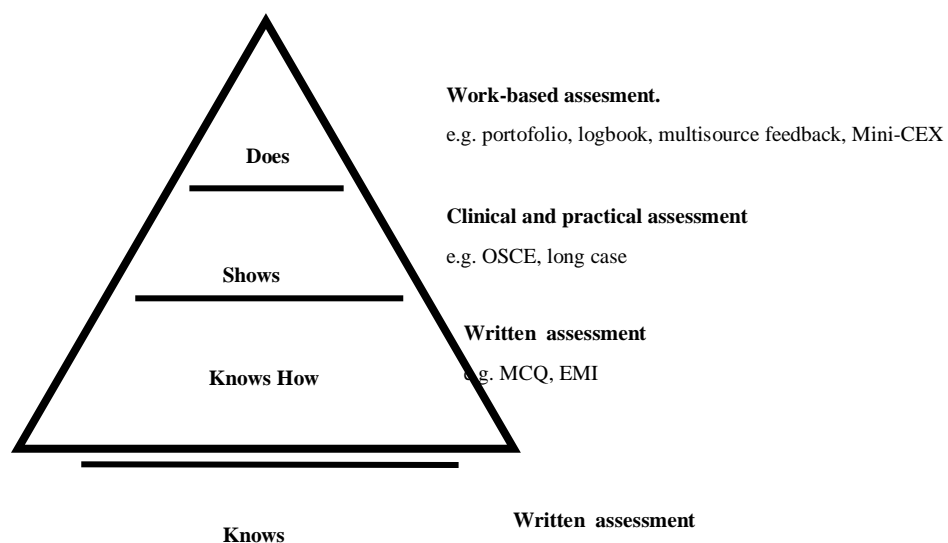 Work-based assesment.
e.g. portofolio, logbook, multisource feedback, Mini-CEX
Does
Clinical and practical assessment
e.g. OSCE, long case
Shows
Written assessment
e.g. MCQ, EMI
Knows How
Written assessment
Knows